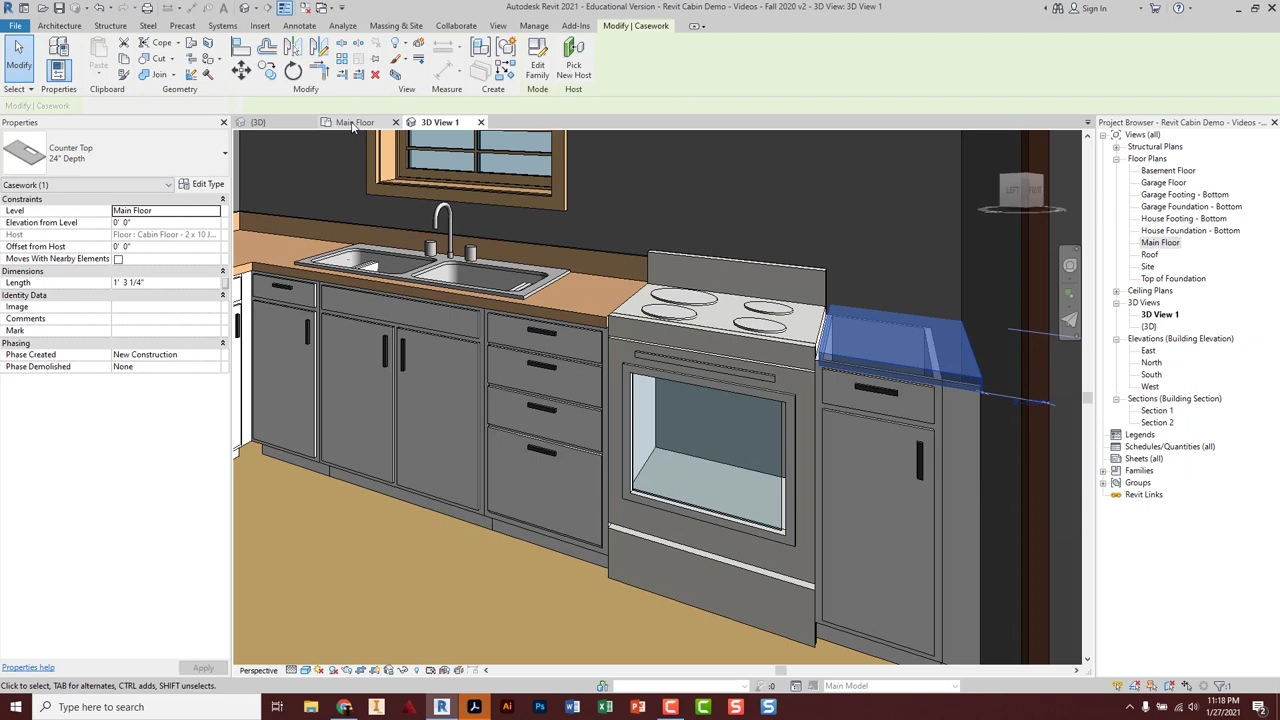 Autodesk Revit 2021 - Educational Version - Revit Cabin Demo - Videos - Fall 2020 v2 - 3D View: 3D View 1
Sign In
File Architecture Structure Steel Precast Systems Insert Annotate Analyze Massing & Site Collaborate View Manage Add-Ins Modify | Casework
Modify Paste Cope Cut Join Edit Family Pick New Host
Select Properties Clipboard Geometry Modify View Measure Create Mode Host
Modify | Casework
Properties
{3D} Main Floor 3D View 1
Project Browser - Revit Cabin Demo - Videos -...
Counter Top
24" Depth
Casework (1) Edit Type
Constraints
Level Main Floor
Elevation from Level 0' 0"
Host Floor : Cabin Floor - 2 x 10 J...
Offset from Host 0' 0"
Moves With Nearby Elements
Dimensions
Length 1' 3 1/4"
Identity Data
Image
Comments
Mark
Phasing
Phase Created New Construction
Phase Demolished None
Properties help Apply
LEFT
Views (all)
Structural Plans
Floor Plans
Basement Floor
Garage Floor
Garage Footing - Bottom
Garage Foundation - Bottom
House Footing - Bottom
House Foundation - Bottom
Main Floor
Roof
Site
Top of Foundation
Ceiling Plans
3D Views
3D View 1
{3D}
Elevations (Building Elevation)
East
North
South
West
Sections (Building Section)
Section 1
Section 2
Legends
Schedules/Quantities (all)
Sheets (all)
Families
Groups
Revit Links
Perspective
Click to select, TAB for alternates, CTRL adds, SHIFT unselects.
:0
Main Model
:1
Type here to search
11:18 PM
1/27/2021